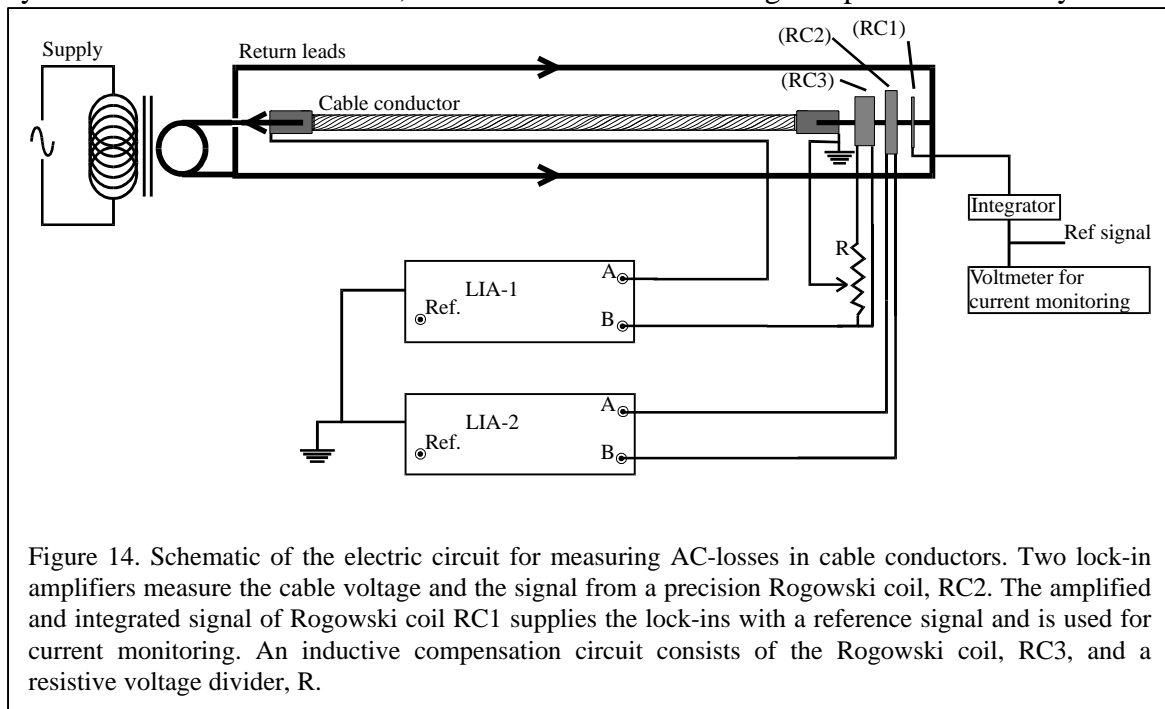 (RC1)
(RC2)
Supply
Return leads
(RC3)
Cable conductor
Integrator
Ref signal
R
A
LIA-1
Voltmeter for
current monitoring
Ref.
B
A
LIA-2
Ref.
B
Figure 14. Schematic of the electric circuit for measuring AC-losses in cable conductors. Two lock-in
amplifiers measure the cable voltage and the signal from a precision Rogowski coil, RC2. The amplified
and integrated signal of Rogowski coil RC1 supplies the lock-ins with a reference signal and is used for
current monitoring. An inductive compensation circuit consists of the Rogowski coil, RC3, and a
resistive voltage divider, R.